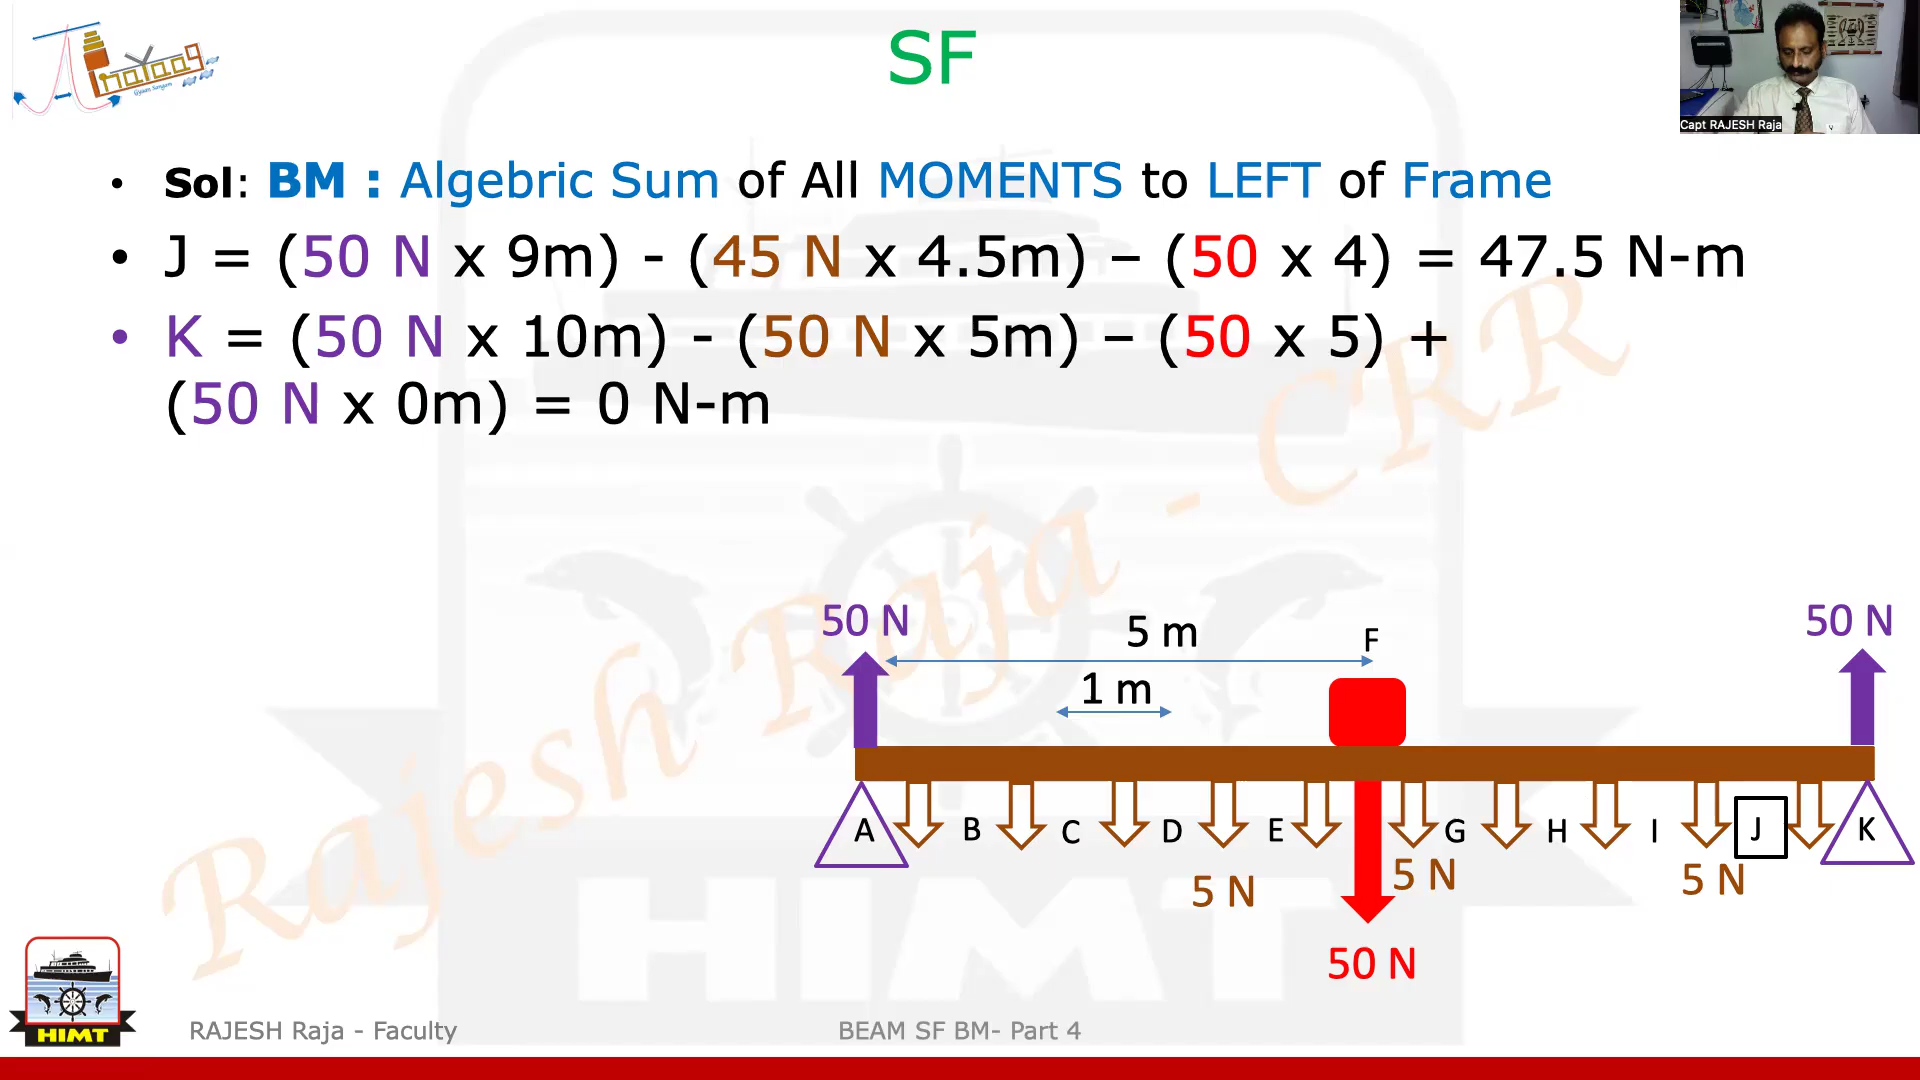 SF
Capt RAJESH Raja
• Sol: BM : Algebric Sum of All MOMENTS to LEFT of Frame
• J = (50 N x 9m) - (45 N x 4.5m) – (50 x 4) = 47.5 N-m
• K = (50 N x 10m) - (50 N x 5m) – (50 x 5) +
(50 N x 0m) = 0 N-m
Rajesh Raja - CRR
50 N
5 m
F
50 N
1 m
A B C D E G H I J K
5 N
5 N
5 N
50 N
HIMT
HIMT
RAJESH Raja - Faculty
BEAM SF BM- Part 4